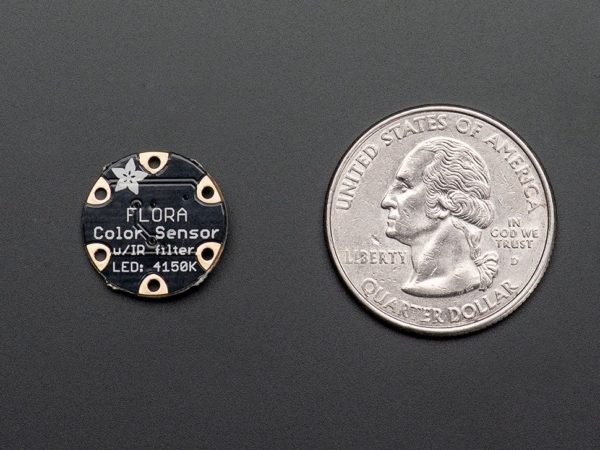 FLORA
Color Sensor
w/IR filter
LED: 4150K
UNITED STATES OF AMERICA
LIBERTY
IN
GOD WE
TRUST
D
QUARTER DOLLAR